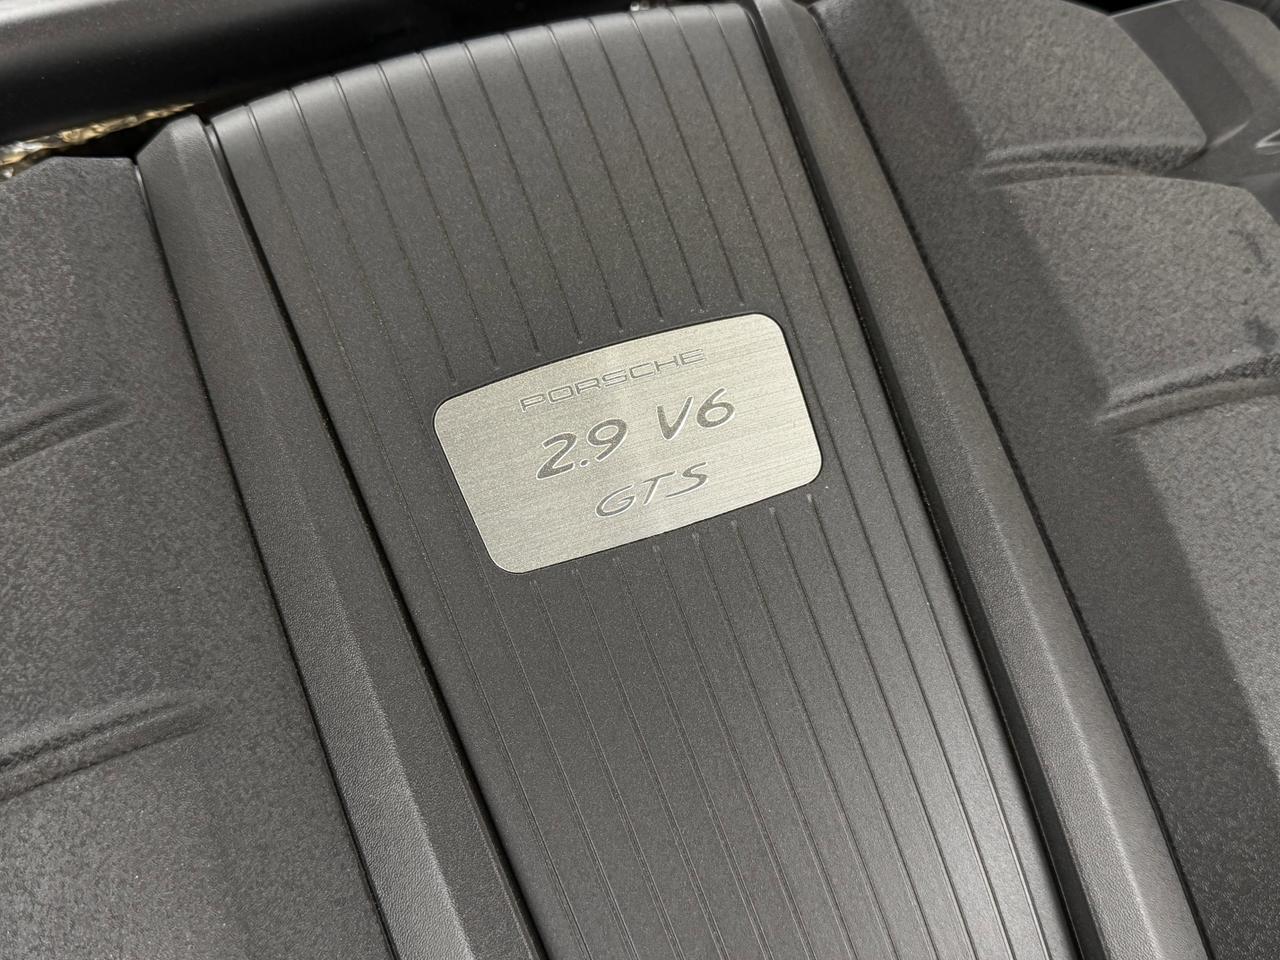 PORSCHE
2.9 V6
GTS